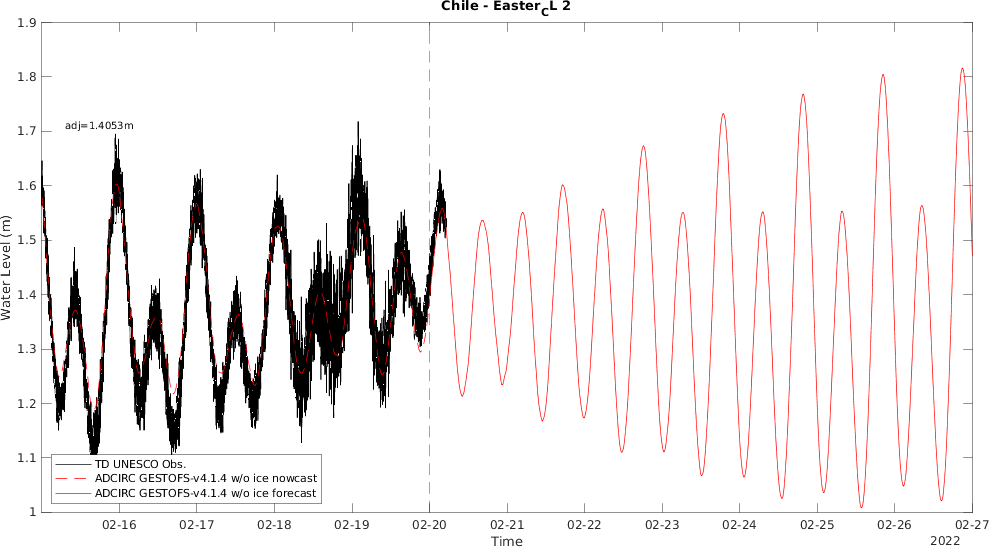 Chile - Easter_CL 2
1.9
1.8
1.7
1.6
1.5
1.4
1.3
1.2
1.1
1
Water Level (m)
adj=1.4053m
TD UNESCO Obs.
ADCIRC GESTOFS-v4.1.4 w/o ice nowcast
ADCIRC GESTOFS-v4.1.4 w/o ice forecast
02-16 02-17 02-18 02-19 02-20 02-21 02-22 02-23 02-24 02-25 02-26 02-27
Time
2022